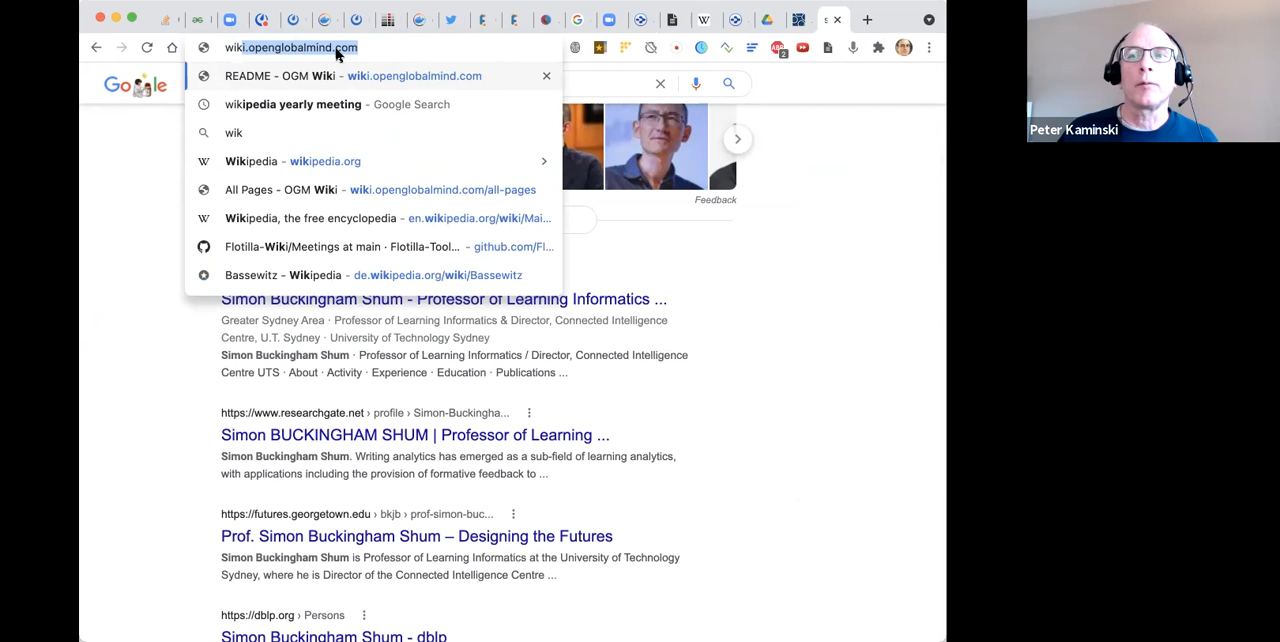 wiki.openglobalmind.com
README - OGM Wiki - wiki.openglobalmind.com
wikipedia yearly meeting - Google Search
wik
Wikipedia - wikipedia.org
All Pages - OGM Wiki - wiki.openglobalmind.com/all-pages
Wikipedia, the free encyclopedia - en.wikipedia.org/wiki/Mai...
Flotilla-Wiki/Meetings at main · Flotilla-Tool... - github.com/Fl...
Bassewitz – Wikipedia - de.wikipedia.org/wiki/Bassewitz
Google
2
Peter Kaminski
Feedback
Simon Buckingham Shum - Professor of Learning Informatics ...
Greater Sydney Area · Professor of Learning Informatics & Director, Connected Intelligence
Centre, U.T. Sydney · University of Technology Sydney
Simon Buckingham Shum · Professor of Learning Informatics / Director, Connected Intelligence
Centre UTS · About · Activity · Experience · Education · Publications ...
https://www.researchgate.net › profile › Simon-Buckingha...
Simon BUCKINGHAM SHUM | Professor of Learning ...
Simon Buckingham Shum. Writing analytics has emerged as a sub-field of learning analytics,
with applications including the provision of formative feedback to ...
https://futures.georgetown.edu › bkjb › prof-simon-buc...
Prof. Simon Buckingham Shum – Designing the Futures
Simon Buckingham Shum is Professor of Learning Informatics at the University of Technology
Sydney, where he is Director of the Connected Intelligence Centre ...
https://dblp.org › Persons
Simon Buckingham Shum - dblp